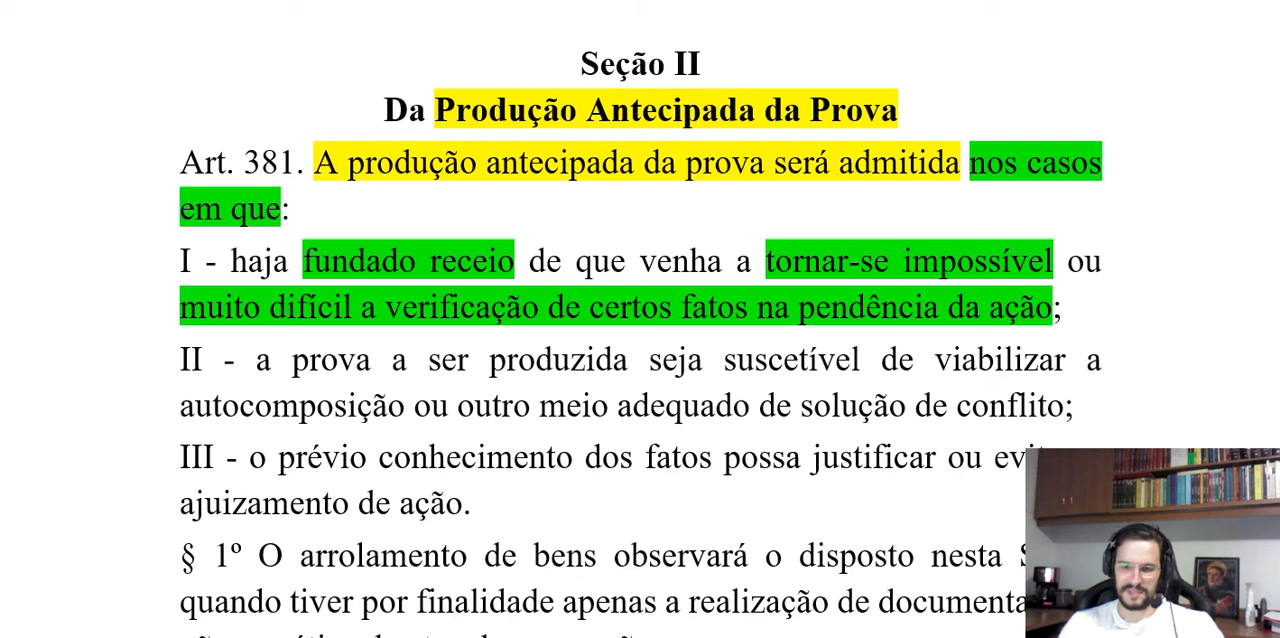 Seção II
Da Produção Antecipada da Prova
Art. 381. A produção antecipada da prova será admitida nos casos
em que:
I - haja fundado receio de que venha a tornar-se impossível ou
muito difícil a verificação de certos fatos na pendência da ação;
II - a prova a ser produzida seja suscetível de viabilizar a
autocomposição ou outro meio adequado de solução de conflito;
III - o prévio conhecimento dos fatos possa justificar ou
ajuizamento de ação.
§ 1º O arrolamento de bens observará o disposto nesta
quando tiver por finalidade apenas a realização de